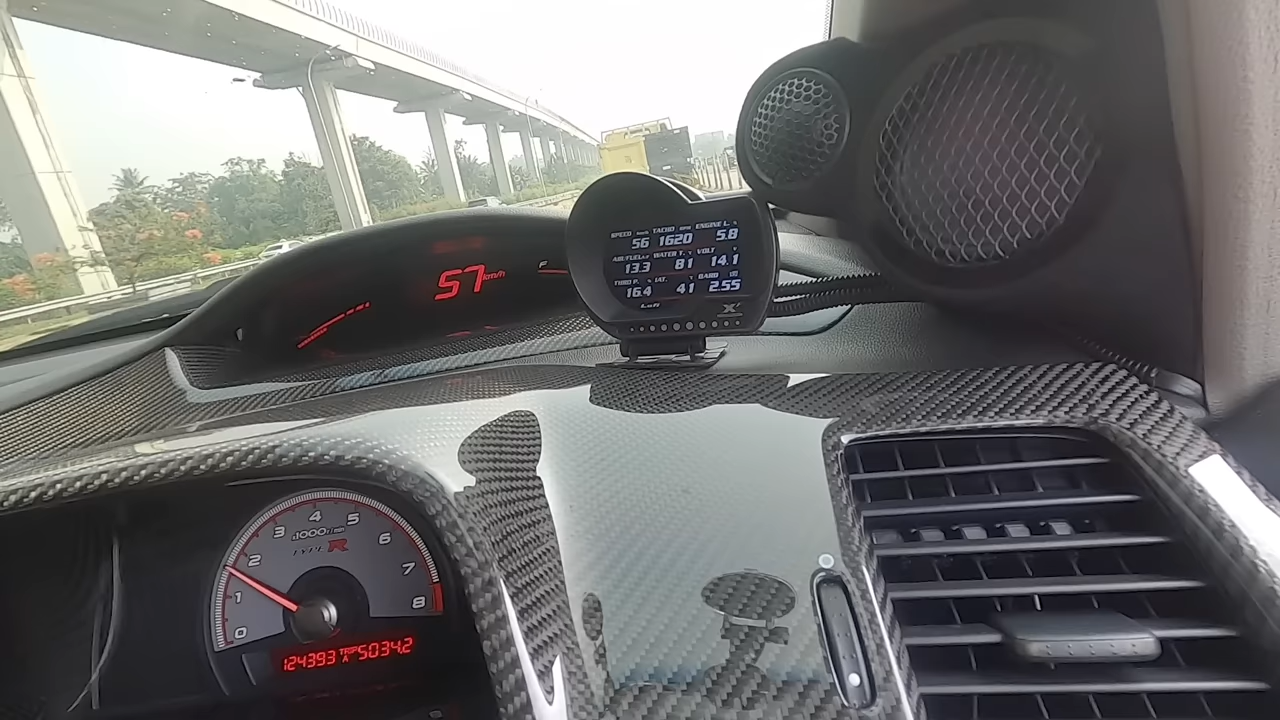 57 km/h
F
SPEED km/h TACHO RPM ENGINE L. %
56 1620 5.8
AIR/FUEL WATER T. VOLT
13.3 81 14.1
THRO P. IAT. BARO
16.4 41 2.55
Lufi X
0 1 2 3 4 5 6 7 8
x1000r/min
TYPE R
124393 TRIP A 5034.2